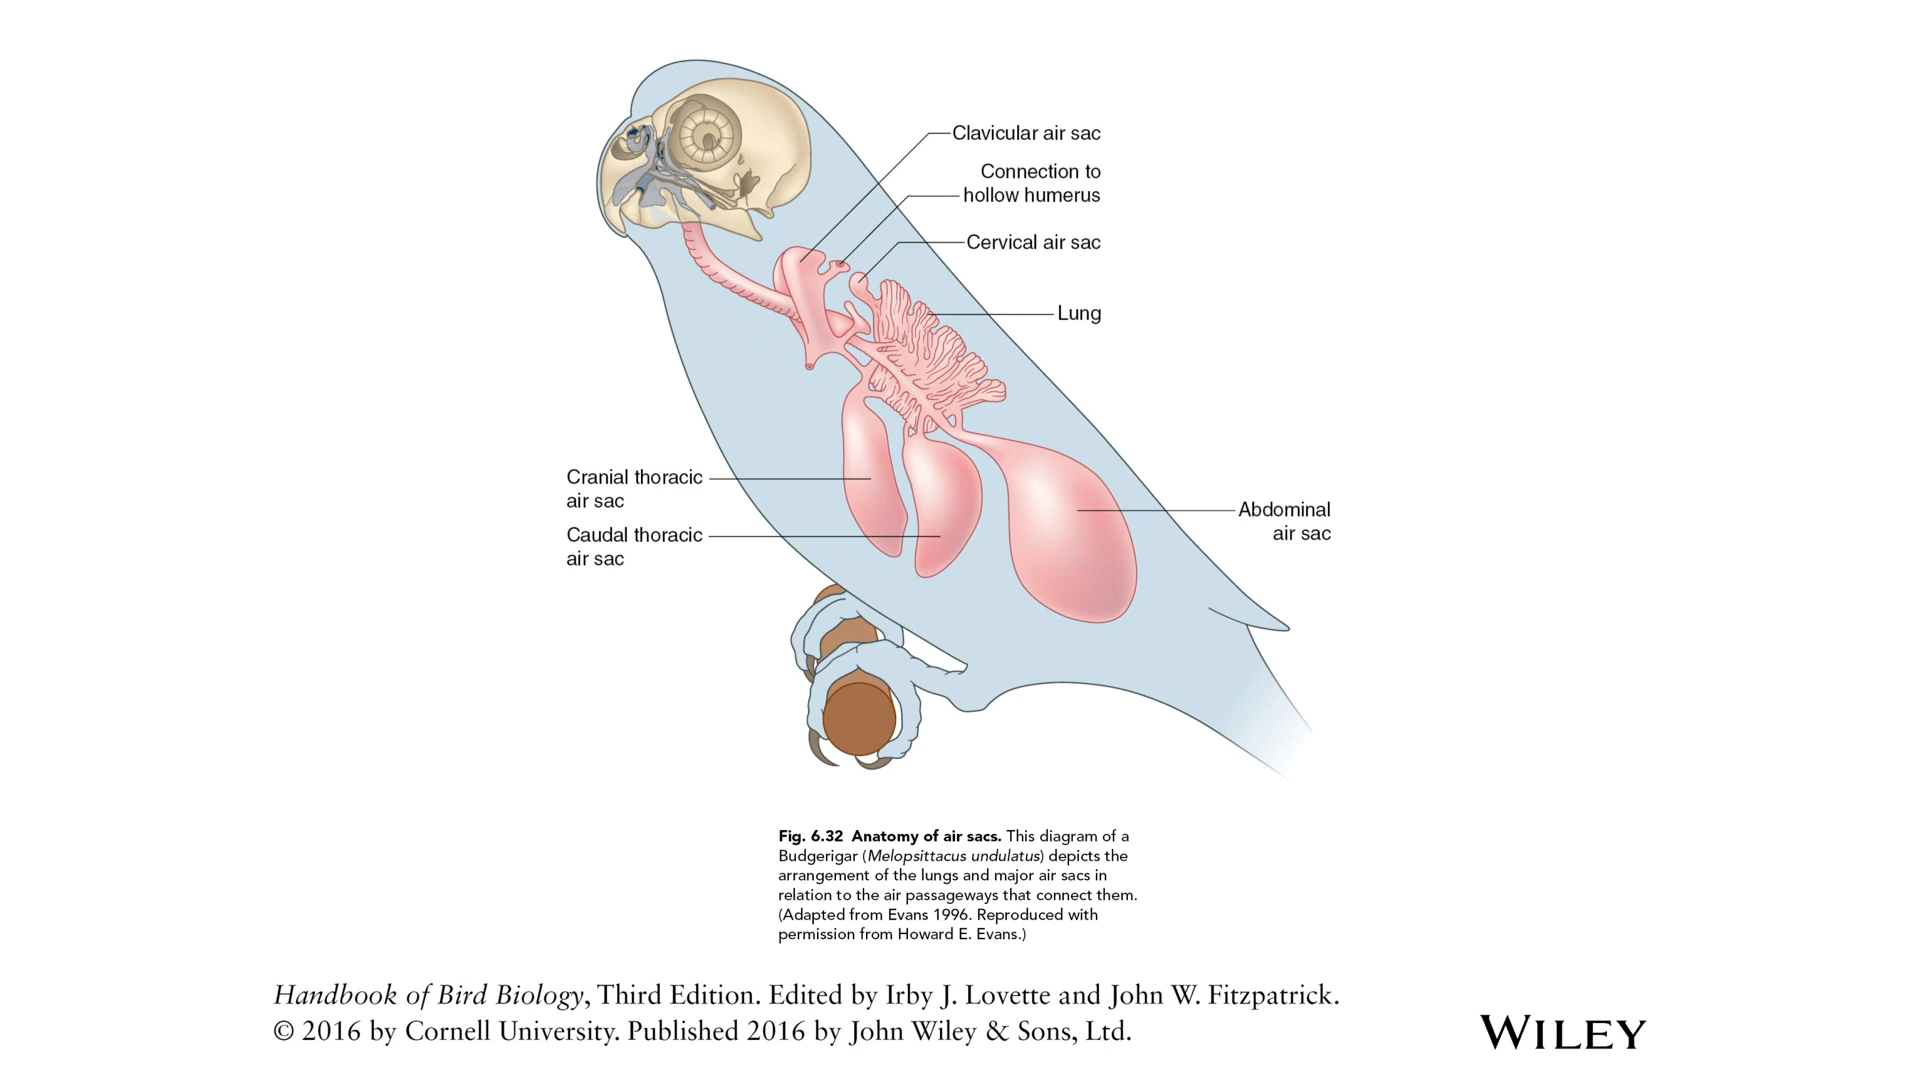 Clavicular air sac
Connection to
hollow humerus
Cervical air sac
Lung
Cranial thoracic
air sac
Caudal thoracic
air sac
Abdominal
air sac
Fig. 6.32 Anatomy of air sacs. This diagram of a
Budgerigar (Melopsittacus undulatus) depicts the
arrangement of the lungs and major air sacs in
relation to the air passageways that connect them.
(Adapted from Evans 1996. Reproduced with
permission from Howard E. Evans.)
Handbook of Bird Biology, Third Edition. Edited by Irby J. Lovette and John W. Fitzpatrick.
© 2016 by Cornell University. Published 2016 by John Wiley & Sons, Ltd.
WILEY